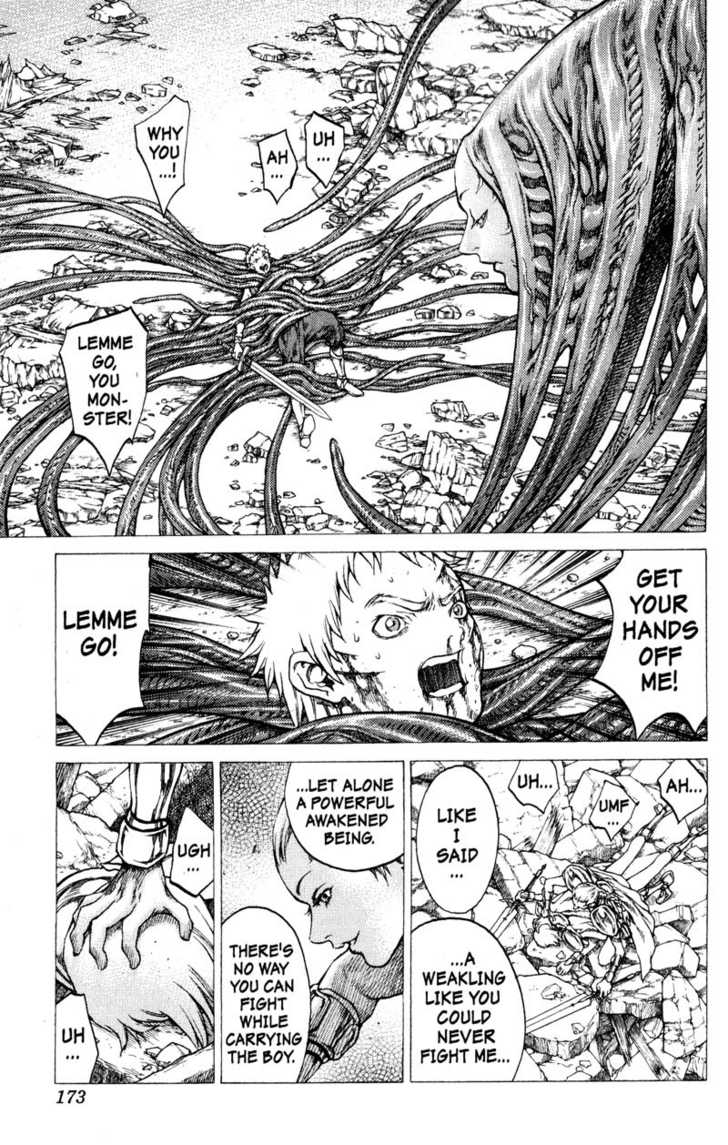 UH
...
AH
...
WHY
YOU
...!
LEMME
GO,
YOU
MON-
STER!
GET
YOUR
HANDS
OFF
ME!
LEMME
GO!
AH...
UMF
...
UH...
LIKE
I
SAID
...
...A
WEAKLING
LIKE YOU
COULD
NEVER
FIGHT ME...
...LET ALONE
A POWERFUL
AWAKENED
BEING.
THERE'S
NO WAY
YOU CAN
FIGHT
WHILE
CARRYING
THE BOY.
UGH
...
UH
...
173